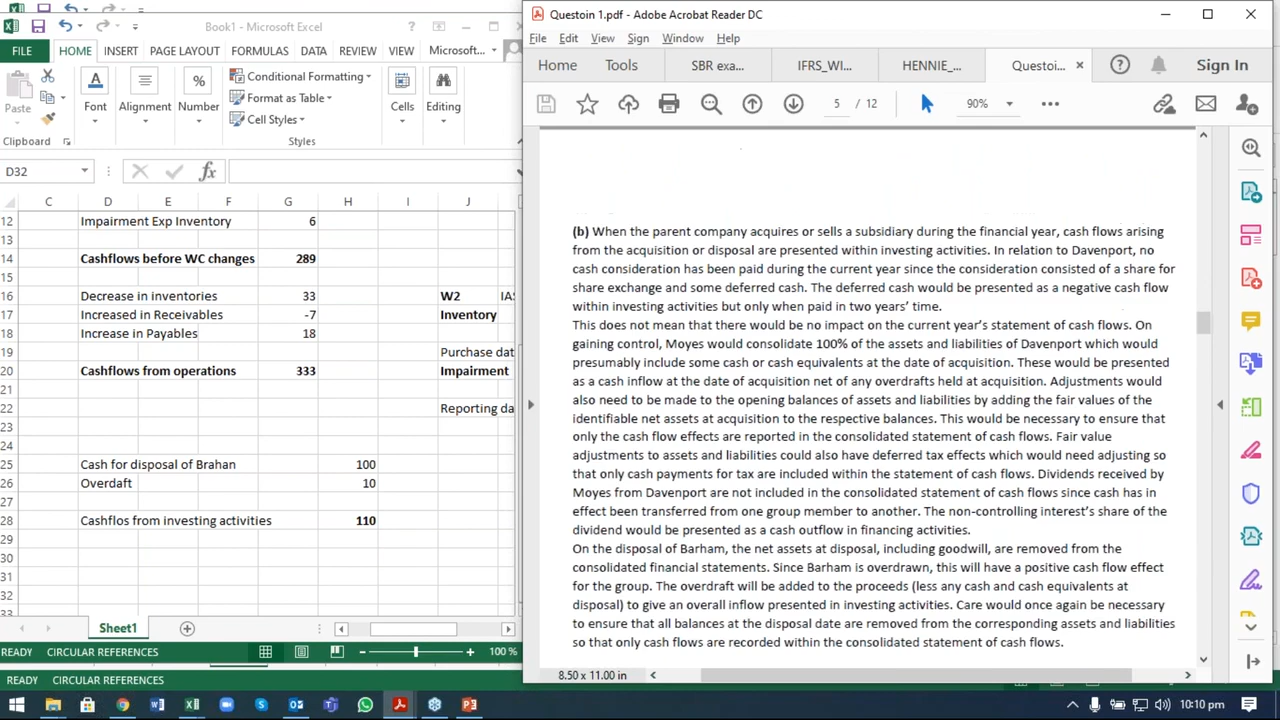 Book1 - Microsoft Excel
FILE HOME INSERT PAGE LAYOUT FORMULAS DATA REVIEW VIEW Microsoft...
Paste Font Alignment Number Conditional Formatting Format as Table Cell Styles Cells Editing
Clipboard Styles
D32 fx
C D E F G H I J
12 Impairment Exp Inventory 6
13
14 Cashflows before WC changes 289
15
16 Decrease in inventories 33 W2 IA
17 Increased in Receivables -7 Inventory
18 Increase in Payables 18
19 Purchase dat
20 Cashflows from operations 333 Impairment
21
22 Reporting da
23
24
25 Cash for disposal of Brahan 100
26 Overdaft 10
27
28 Cashflos from investing activities 110
29
30
31
32
33
Sheet1
READY CIRCULAR REFERENCES 100 %
READY CIRCULAR REFERENCES
Questoin 1.pdf - Adobe Acrobat Reader DC
File Edit View Sign Window Help
Home Tools SBR exa... IFRS_WI... HENNIE_... Questoi... Sign In
5 / 12 90%
(b) When the parent company acquires or sells a subsidiary during the financial year, cash flows arising
from the acquisition or disposal are presented within investing activities. In relation to Davenport, no
cash consideration has been paid during the current year since the consideration consisted of a share for
share exchange and some deferred cash. The deferred cash would be presented as a negative cash flow
within investing activities but only when paid in two years’ time.
This does not mean that there would be no impact on the current year’s statement of cash flows. On
gaining control, Moyes would consolidate 100% of the assets and liabilities of Davenport which would
presumably include some cash or cash equivalents at the date of acquisition. These would be presented
as a cash inflow at the date of acquisition net of any overdrafts held at acquisition. Adjustments would
also need to be made to the opening balances of assets and liabilities by adding the fair values of the
identifiable net assets at acquisition to the respective balances. This would be necessary to ensure that
only the cash flow effects are reported in the consolidated statement of cash flows. Fair value
adjustments to assets and liabilities could also have deferred tax effects which would need adjusting so
that only cash payments for tax are included within the statement of cash flows. Dividends received by
Moyes from Davenport are not included in the consolidated statement of cash flows since cash has in
effect been transferred from one group member to another. The non-controlling interest’s share of the
dividend would be presented as a cash outflow in financing activities.
On the disposal of Barham, the net assets at disposal, including goodwill, are removed from the
consolidated financial statements. Since Barham is overdrawn, this will have a positive cash flow effect
for the group. The overdraft will be added to the proceeds (less any cash and cash equivalents at
disposal) to give an overall inflow presented in investing activities. Care would once again be necessary
to ensure that all balances at the disposal date are removed from the corresponding assets and liabilities
so that only cash flows are recorded within the consolidated statement of cash flows.
8.50 x 11.00 in
10:10 pm